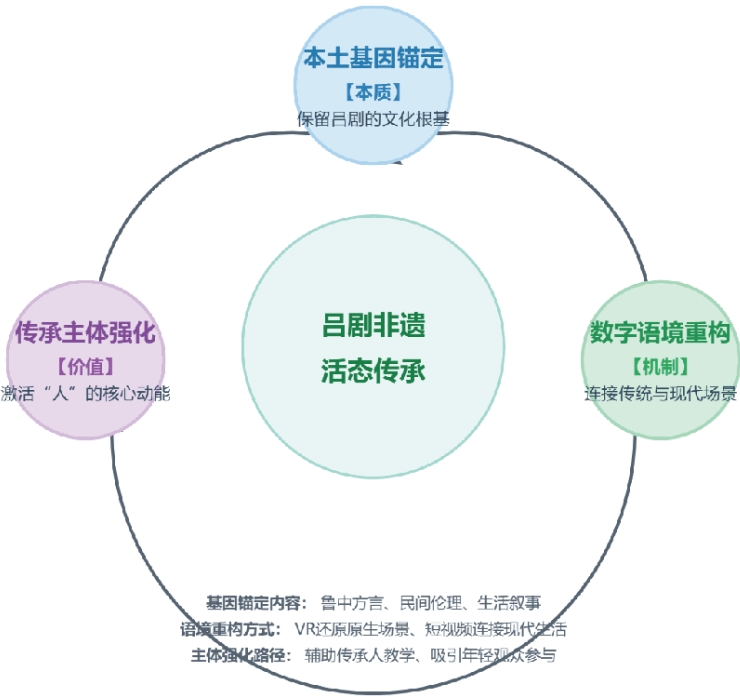 本土基因锚定
【本质】
保留吕剧的文化根基
传承主体强化
【价值】
激活“人”的核心动能
吕剧非遗
活态传承
数字语境重构
【机制】
连接传统与现代场景
基因锚定内容： 鲁中方言、民间伦理、生活叙事
语境重构方式： VR还原原生场景、短视频连接现代生活
主体强化路径： 辅助传承人教学、吸引年轻观众参与